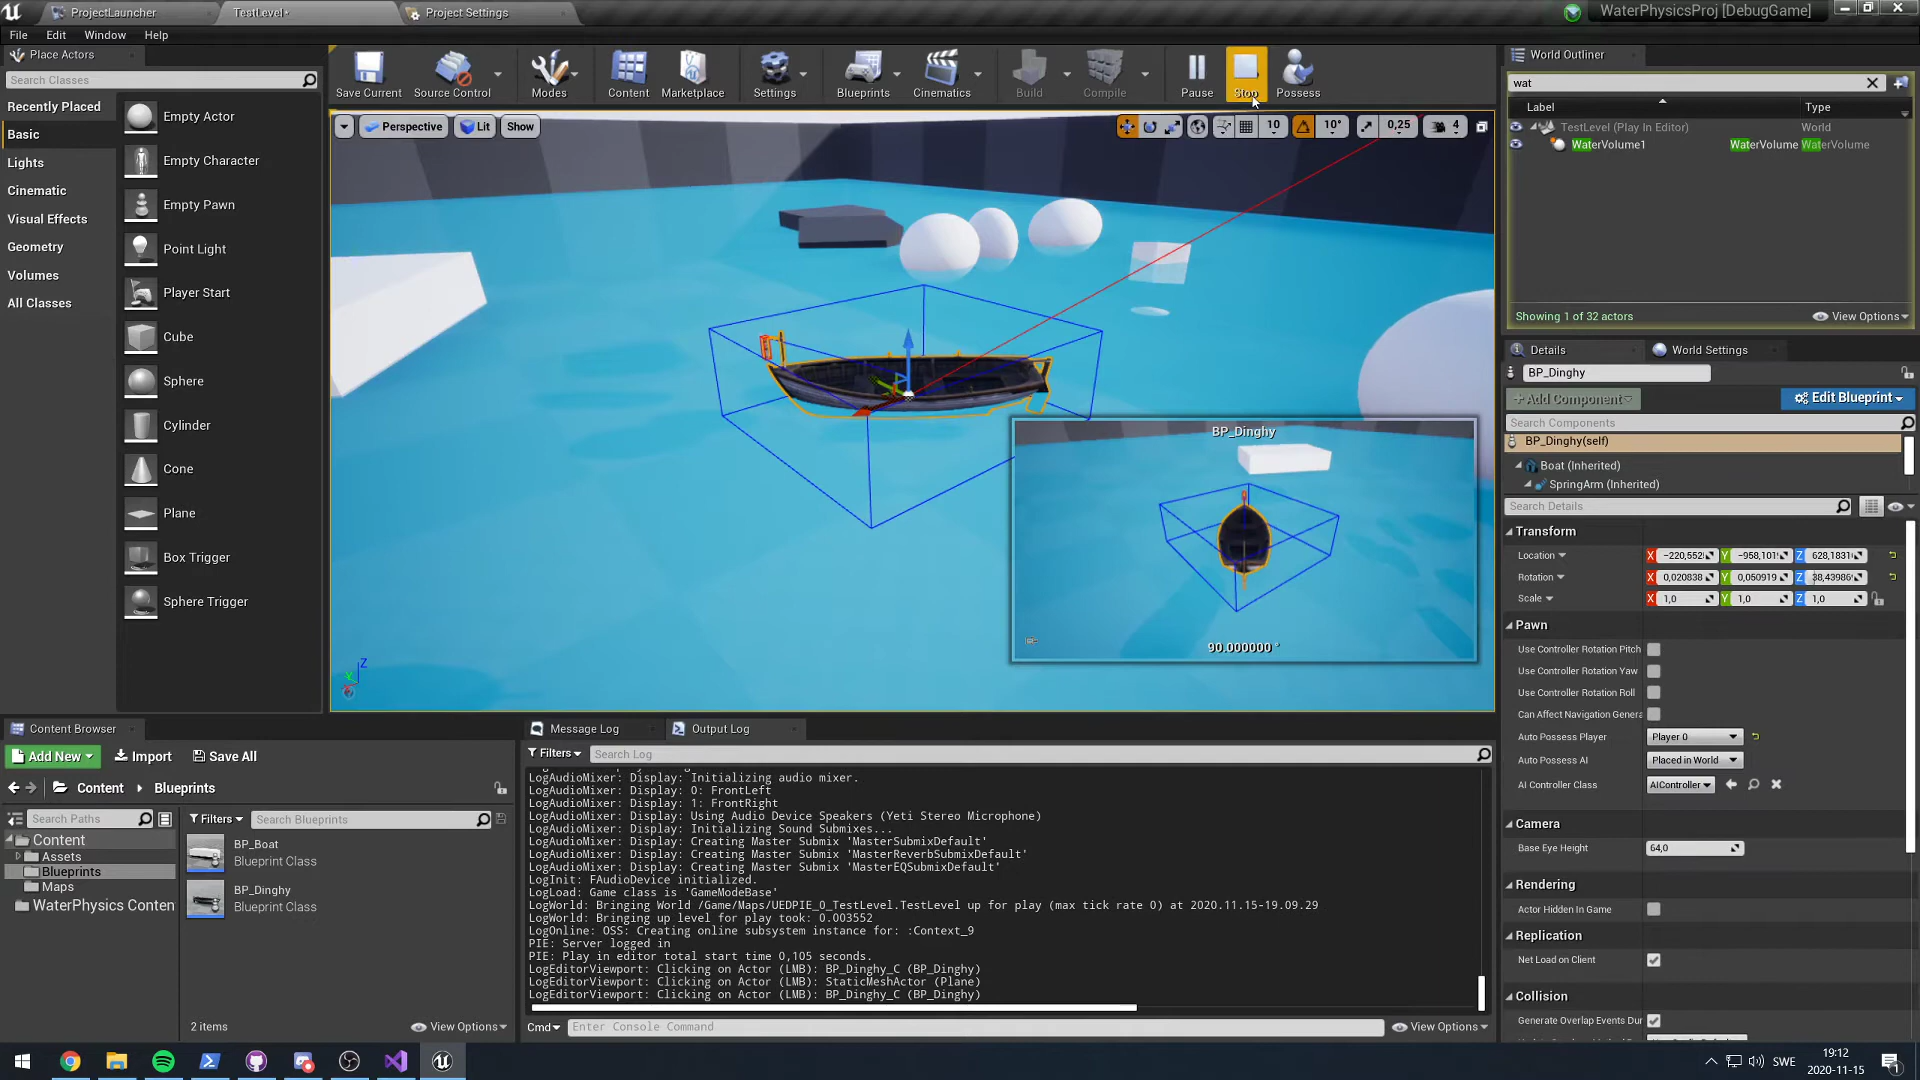 ProjectLauncher
TestLevel•
Project Settings
WaterPhysicsProj [DebugGame]
File
Edit
Window
Help
Place Actors
Search Classes
Recently Placed
Basic
Lights
Cinematic
Visual Effects
Geometry
Volumes
All Classes
Empty Actor
Empty Character
Empty Pawn
Point Light
Player Start
Cube
Sphere
Cylinder
Cone
Plane
Box Trigger
Sphere Trigger
Save Current
Source Control
Modes
Content
Marketplace
Settings
Blueprints
Cinematics
Build
Compile
Pause
Stop
Possess
Perspective
Lit
Show
10
10°
0,25
4
BP_Dinghy
90.000000 °
Z
World Outliner
wat
Label
Type
TestLevel (Play In Editor)
World
WaterVolume1
WaterVolume
WaterVolume
Showing 1 of 32 actors
View Options
Details
World Settings
BP_Dinghy
+Add Component
Edit Blueprint
Search Components
BP_Dinghy(self)
Boat (Inherited)
SpringArm (Inherited)
Search Details
Transform
Location
X
-220,552
Y
-958,101
Z
628,1831
Rotation
X
0,020838
Y
0,050919
Z
38,43986
Scale
X
1,0
Y
1,0
Z
1,0
Pawn
Use Controller Rotation Pitch
Use Controller Rotation Yaw
Use Controller Rotation Roll
Can Affect Navigation Genera
Auto Possess Player
Player 0
Auto Possess AI
Placed in World
AI Controller Class
AIController
Camera
Base Eye Height
64,0
Rendering
Actor Hidden In Game
Replication
Net Load on Client
Collision
Generate Overlap Events Dur
Content Browser
Add New
Import
Save All
Content
Blueprints
Search Paths
Content
Assets
Blueprints
Maps
WaterPhysics Conten
Filters
Search Blueprints
BP_Boat
Blueprint Class
BP_Dinghy
Blueprint Class
2 items
View Options
Message Log
Output Log
Filters
Search Log
LogAudioMixer: Display: Initializing audio mixer.
LogAudioMixer: Display: 0: FrontLeft
LogAudioMixer: Display: 1: FrontRight
LogAudioMixer: Display: Using Audio Device Speakers (Yeti Stereo Microphone)
LogAudioMixer: Display: Initializing Sound Submixes...
LogAudioMixer: Display: Creating Master Submix 'MasterSubmixDefault'
LogAudioMixer: Display: Creating Master Submix 'MasterReverbSubmixDefault'
LogAudioMixer: Display: Creating Master Submix 'MasterEQSubmixDefault'
LogInit: FAudioDevice initialized.
LogLoad: Game class is 'GameModeBase'
LogWorld: Bringing World /Game/Maps/UEDPIE_0_TestLevel.TestLevel up for play (max tick rate 0) at 2020.11.15-19.09.29
LogWorld: Bringing up level for play took: 0.003552
LogOnline: OSS: Creating online subsystem instance for: :Context_9
PIE: Server logged in
PIE: Play in editor total start time 0,105 seconds.
LogEditorViewport: Clicking on Actor (LMB): BP_Dinghy_C (BP_Dinghy)
LogEditorViewport: Clicking on Actor (LMB): StaticMeshActor (Plane)
LogEditorViewport: Clicking on Actor (LMB): BP_Dinghy_C (BP_Dinghy)
Cmd
Enter Console Command
View Options
SWE
19:12
2020-11-15
1